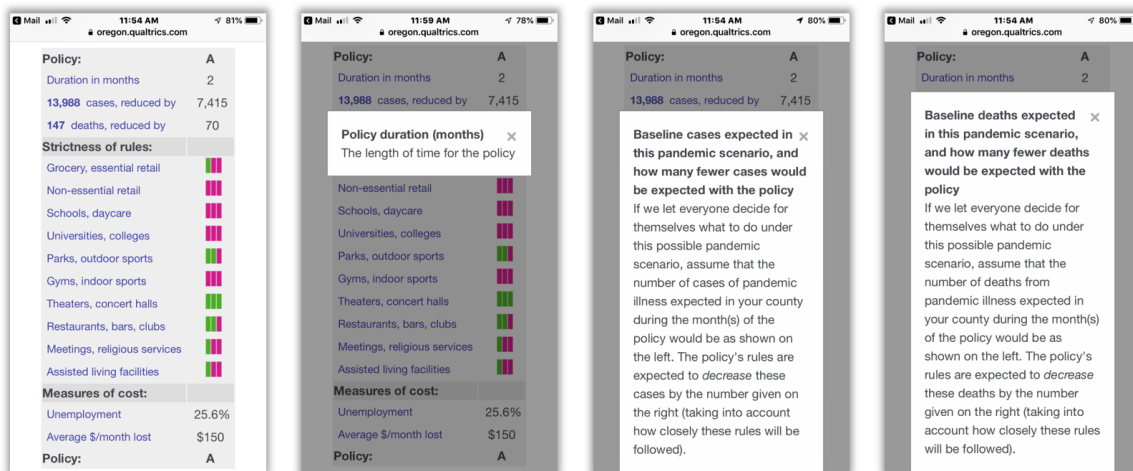 Mail 11:54 AM 81%
oregon.qualtrics.com
Policy: A
Duration in months 2
13,988 cases, reduced by 7,415
147 deaths, reduced by 70
Strictness of rules:
Grocery, essential retail
Non-essential retail
Schools, daycare
Universities, colleges
Parks, outdoor sports
Gyms, indoor sports
Theaters, concert halls
Restaurants, bars, clubs
Meetings, religious services
Assisted living facilities
Measures of cost:
Unemployment 25.6%
Average $/month lost $150
Policy: A
Mail 11:59 AM 78%
oregon.qualtrics.com
Policy: A
Duration in months 2
13,988 cases, reduced by 7,415
Policy duration (months) ×
The length of time for the policy
Non-essential retail
Schools, daycare
Universities, colleges
Parks, outdoor sports
Gyms, indoor sports
Theaters, concert halls
Restaurants, bars, clubs
Meetings, religious services
Assisted living facilities
Measures of cost:
Unemployment 25.6%
Average $/month lost $150
Policy: A
Mail 11:54 AM 80%
oregon.qualtrics.com
Policy: A
Duration in months 2
13,988 cases, reduced by 7,415
Baseline cases expected in ×
this pandemic scenario, and
how many fewer cases would
be expected with the policy
If we let everyone decide for
themselves what to do under
this possible pandemic
scenario, assume that the
number of cases of pandemic
illness expected in your county
during the month(s) of the
policy would be as shown on
the left. The policy's rules are
expected to decrease these
cases by the number given on
the right (taking into account
how closely these rules will be
followed).
Mail 11:54 AM 80%
oregon.qualtrics.com
Policy: A
Duration in months 2
Baseline deaths expected ×
in this pandemic scenario,
and how many fewer deaths
would be expected with the
policy
If we let everyone decide for
themselves what to do under
this possible pandemic
scenario, assume that the
number of deaths from
pandemic illness expected in
your county during the month(s)
of the policy would be as
shown on the left. The policy's
rules are expected to decrease
these deaths by the number
given on the right (taking into
account how closely these rules
will be followed).